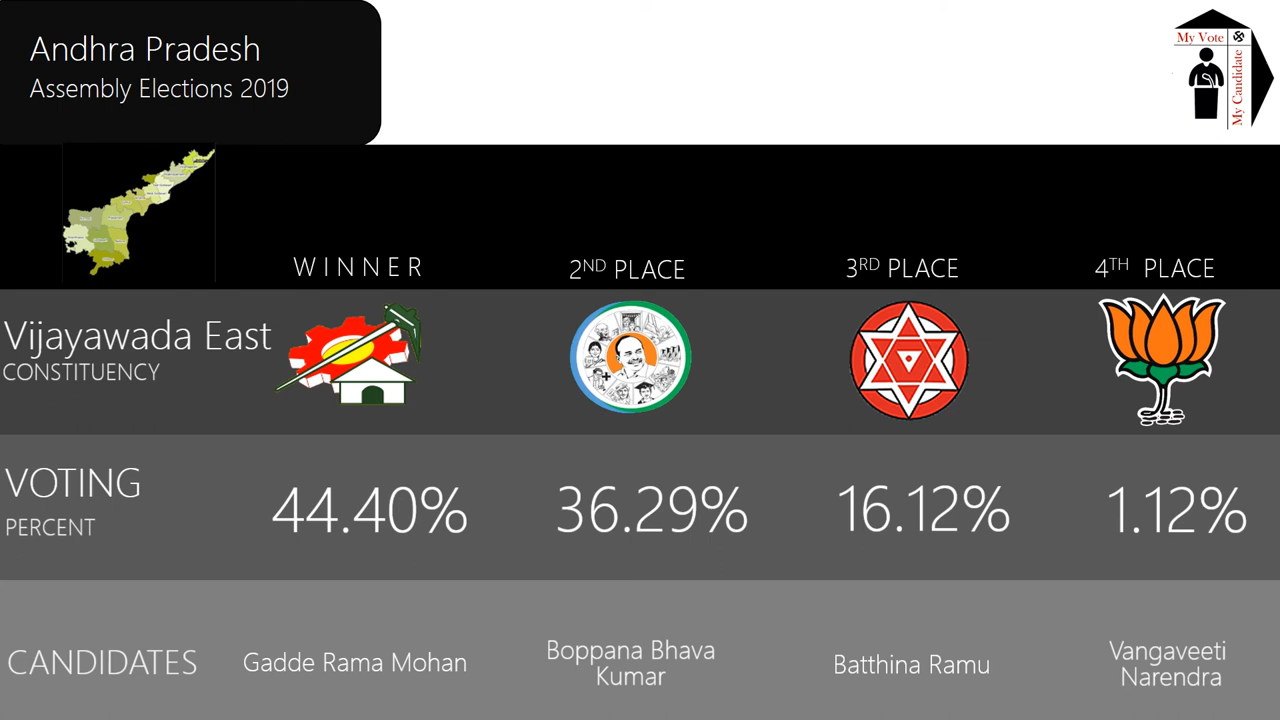 Andhra Pradesh
Assembly Elections 2019
My Vote
My Candidate
WINNER
2ND PLACE
3RD PLACE
4TH PLACE
Vijayawada East
CONSTITUENCY
VOTING
PERCENT
44.40%
36.29%
16.12%
1.12%
CANDIDATES
Gadde Rama Mohan
Boppana Bhava
Kumar
Batthina Ramu
Vangaveeti
Narendra